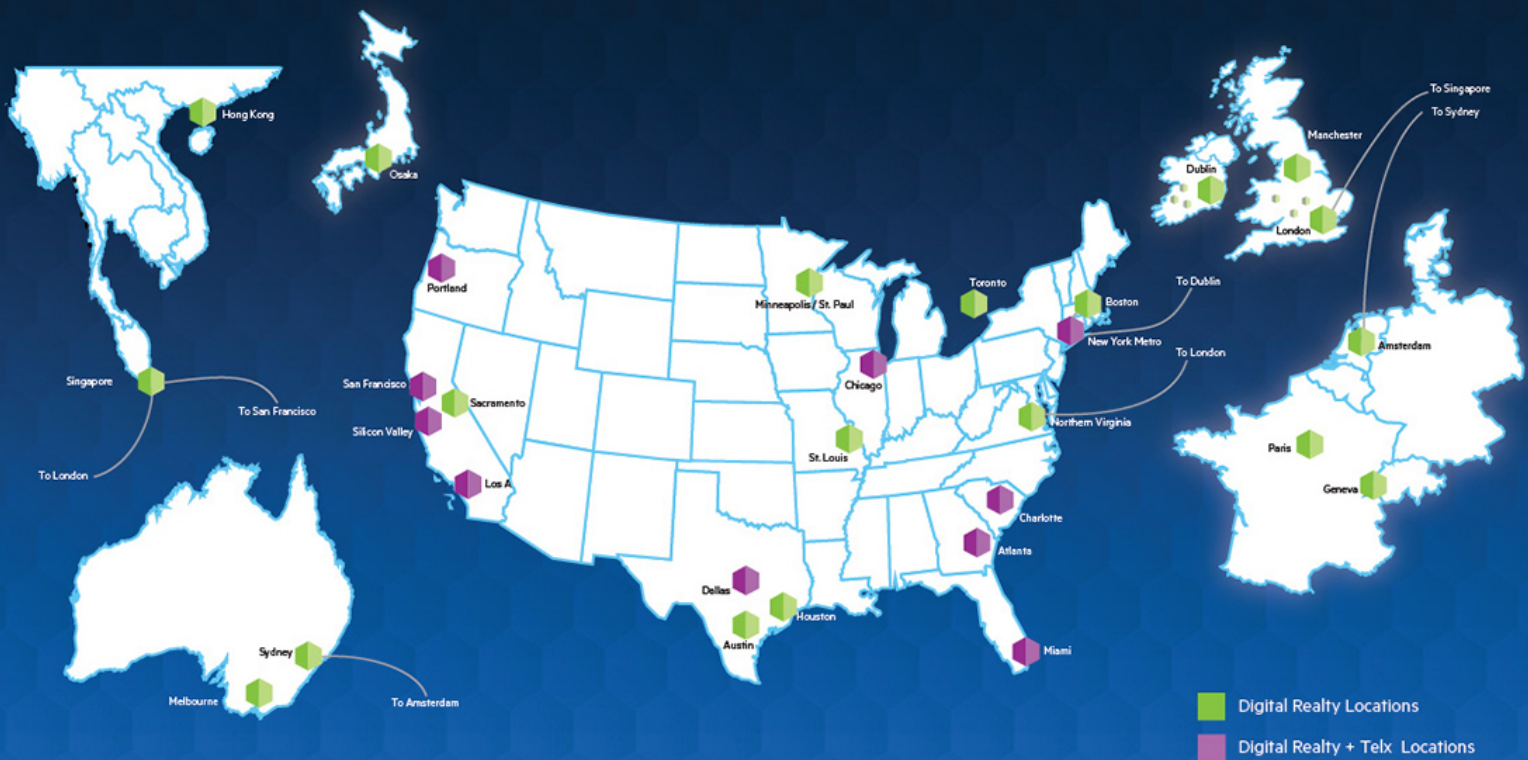 Hong Kong
Osaka
Singapore
To San Francisco
To London
Sydney
Melbourne
To Amsterdam
Portland
San Francisco
Sacramento
Silicon Valley
Los A
Minneapolis / St. Paul
Chicago
St. Louis
Dallas
Houston
Austin
Toronto
Boston
New York Metro
To Dublin
To London
Northern Virginia
Charlotte
Atlanta
Miami
Dublin
Manchester
London
To Singapore
To Sydney
Amsterdam
Paris
Geneva
Digital Realty Locations
Digital Realty + Telx Locations